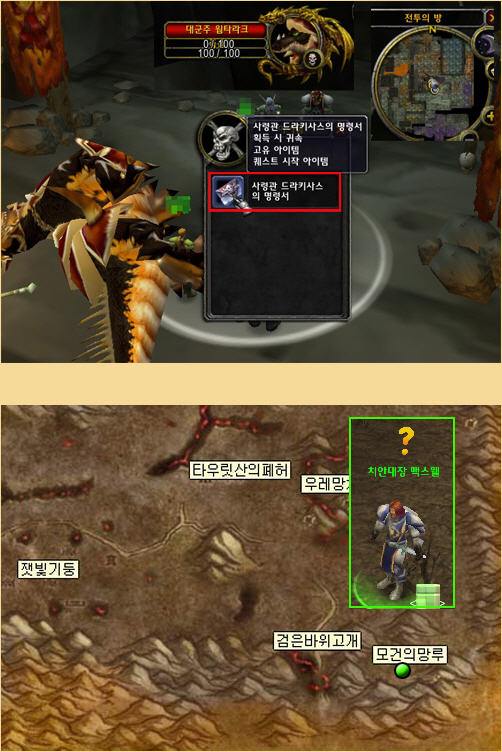 대군주 웜타라크
0 / 100
100 / 100
전투의 방
N
사령관 드라키사스의 명령서
획득 시 귀속
고유 아이템
퀘스트 시작 아이템
사령관 드라키사스
의 명령서
?
치안대장 맥스웰
타우릿산의폐허
우레망
잿빛기둥
검은바위고개
모건의망루